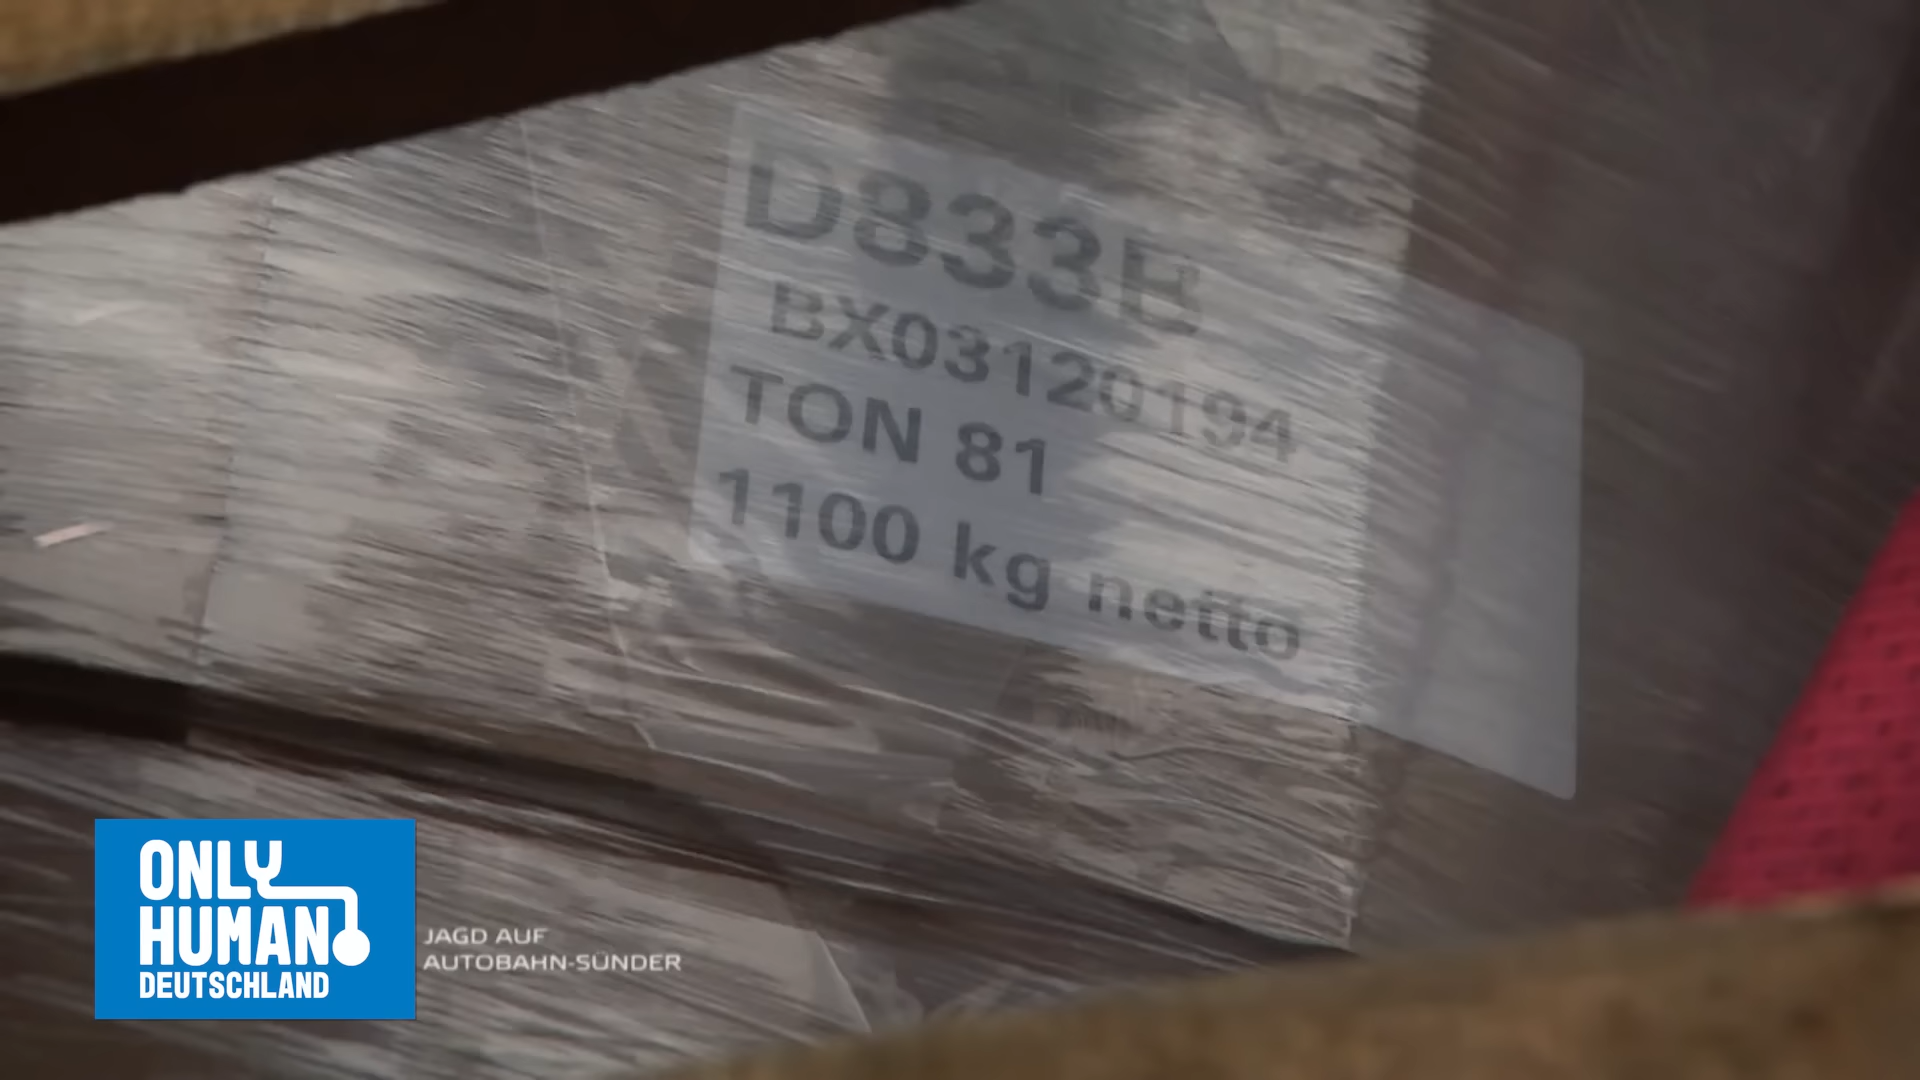 D833B
BX03120194
TON 81
1100 kg netto
ONLY
HUMAN
DEUTSCHLAND
JAGD AUF
AUTOBAHN-SÜNDER